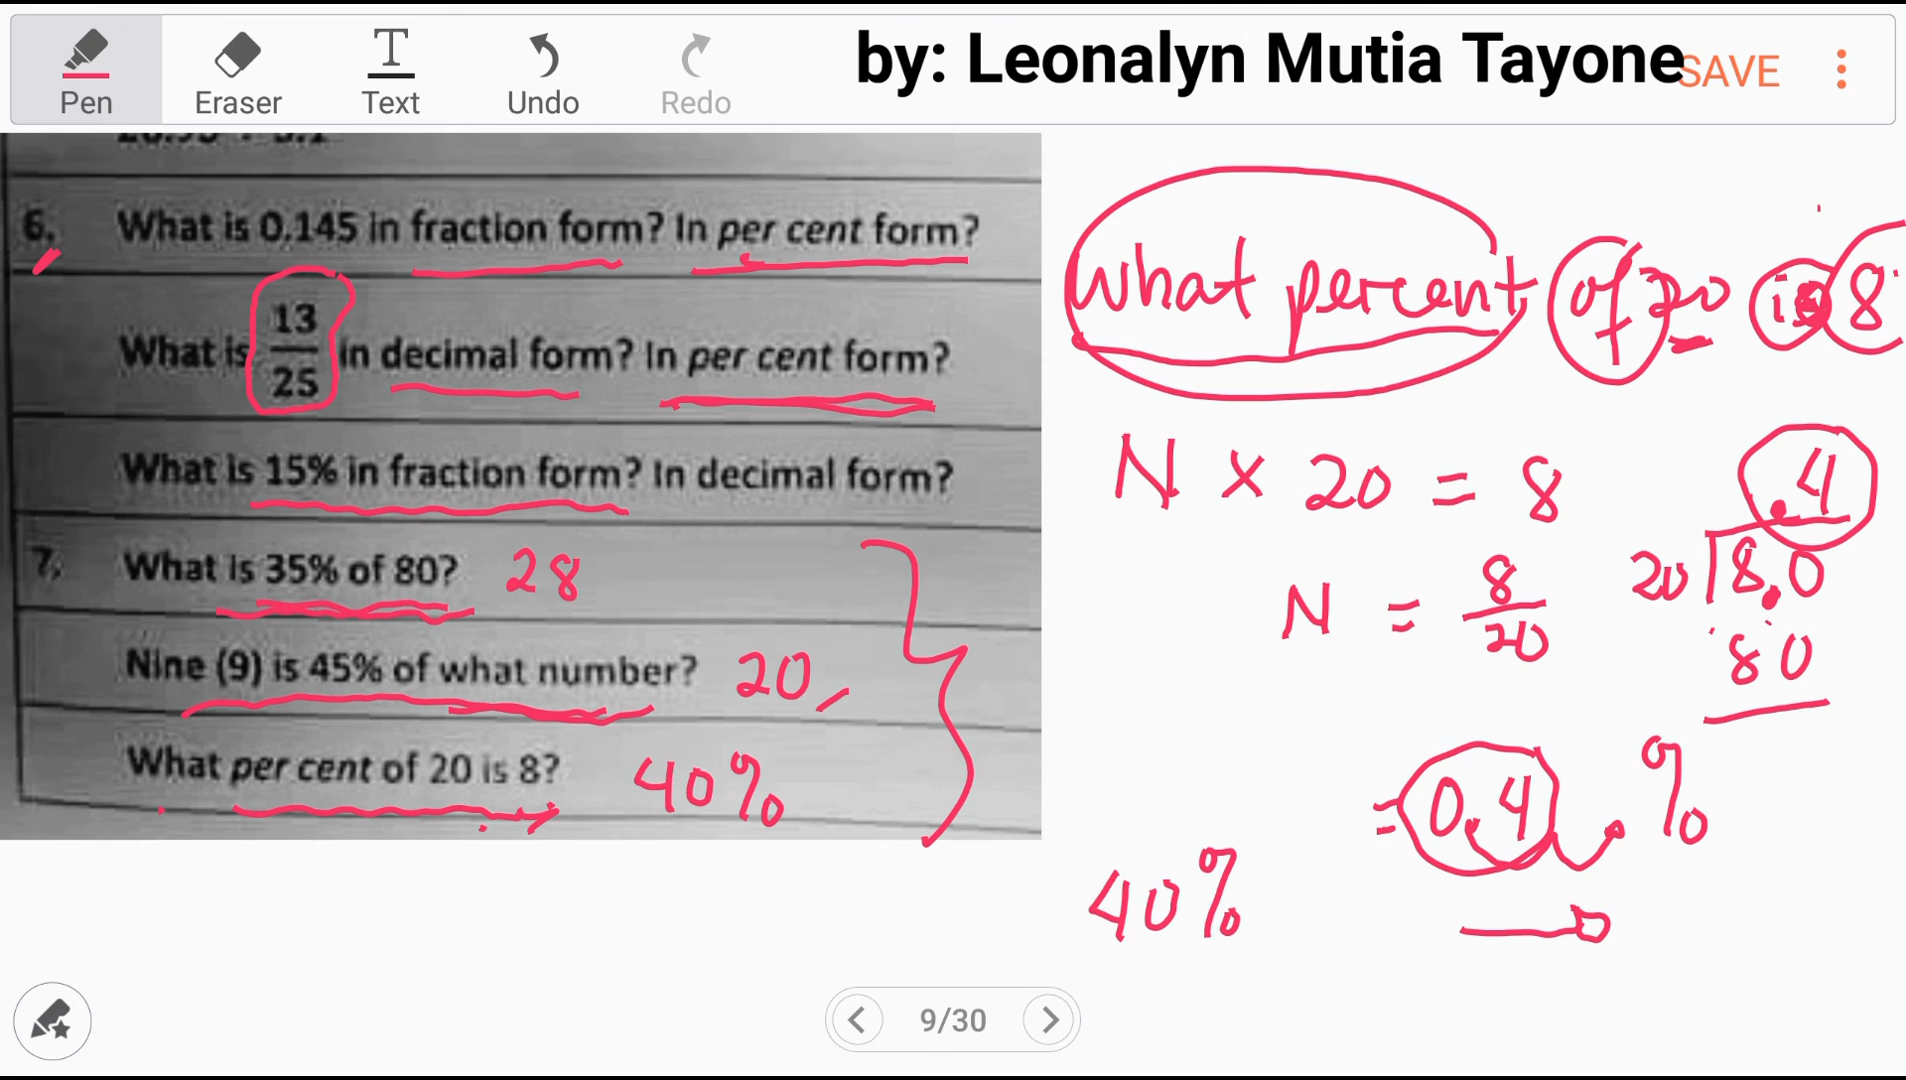 Pen
Eraser
Text
Undo
Redo
by: Leonalyn Mutia Tayone
SAVE
6. What is 0.145 in fraction form? In per cent form?
What is 13/25 in decimal form? In per cent form?
What is 15% in fraction form? In decimal form?
7. What is 35% of 80? 28
Nine (9) is 45% of what number? 20
What per cent of 20 is 8? 40%
What percent of 20 is 8
N x 20 = 8
N = 8/20
.4
20 8.0
80
= 0.4 %
40%
9/30